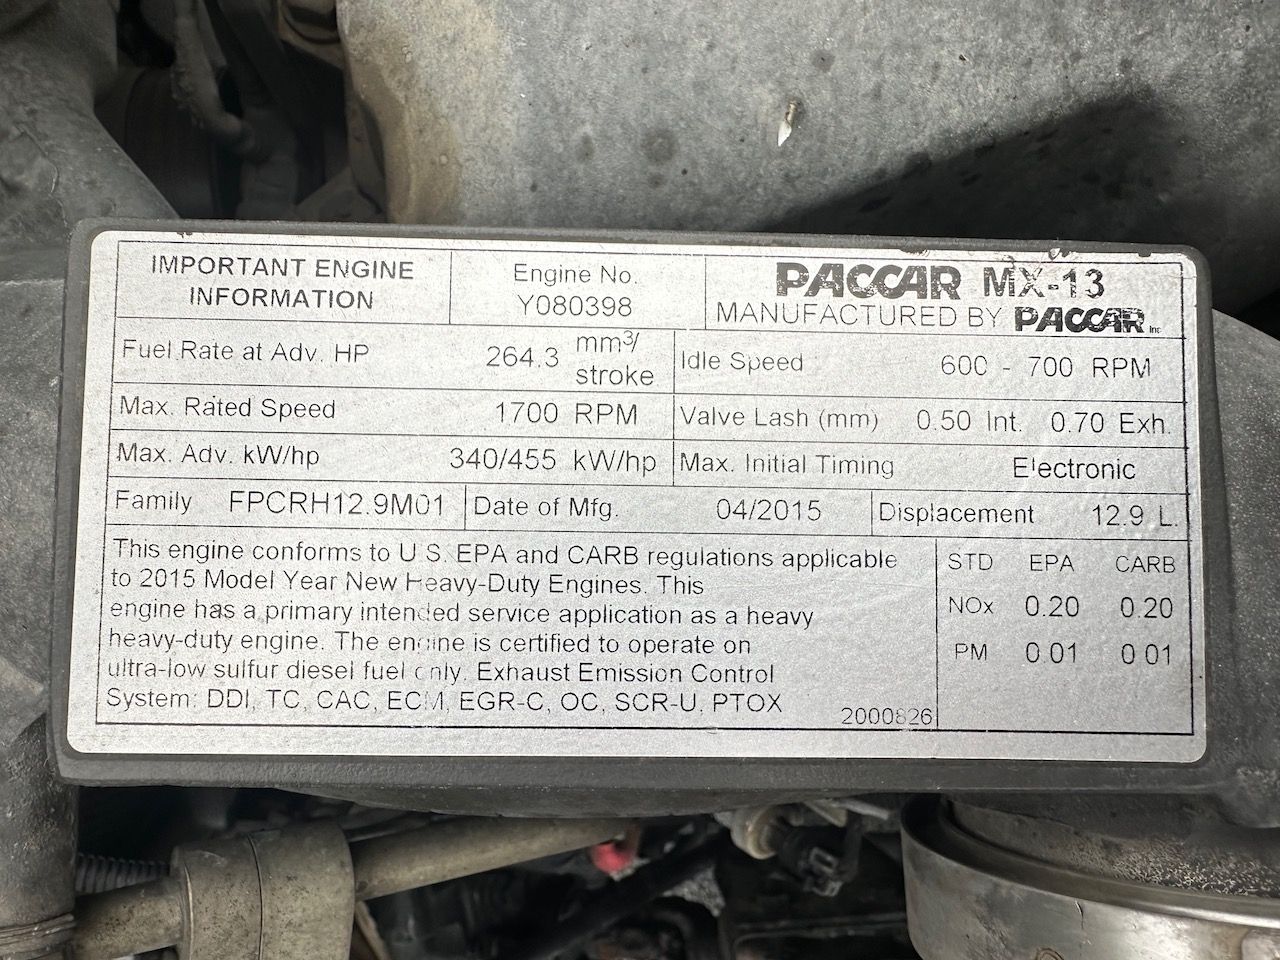 IMPORTANT ENGINE
INFORMATION
Engine No.
Y080398
PACCAR MX-13
MANUFACTURED BY PACCAR Inc
Fuel Rate at Adv. HP 264.3 mm3/
stroke
Idle Speed 600 - 700 RPM
Max. Rated Speed 1700 RPM
Valve Lash (mm) 0.50 Int. 0.70 Exh.
Max. Adv. kW/hp 340/455 kW/hp
Max. Initial Timing Electronic
Family FPCRH12.9M01
Date of Mfg. 04/2015
Displacement 12.9 L.
This engine conforms to U.S. EPA and CARB regulations applicable
to 2015 Model Year New Heavy-Duty Engines. This
engine has a primary intended service application as a heavy
heavy-duty engine. The engine is certified to operate on
ultra-low sulfur diesel fuel only. Exhaust Emission Control
System: DDI, TC, CAC, ECM, EGR-C, OC, SCR-U, PTOX
2000826
STD EPA CARB
NOx 0.20 0.20
PM 0.01 0.01